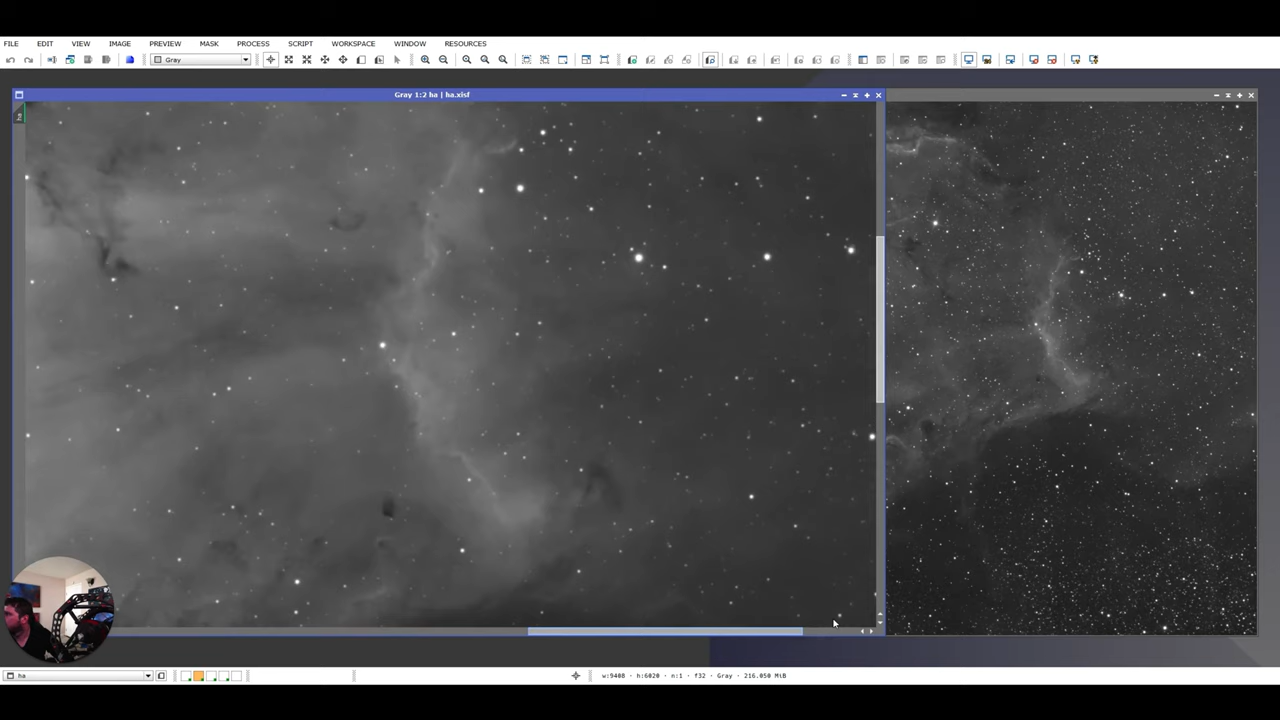 FILE EDIT VIEW IMAGE PREVIEW MASK PROCESS SCRIPT WORKSPACE WINDOW RESOURCES
Gray
Gray 1:2 ha | ha.xisf
ha
w:9408 · h:6020 · n:1 · f32 · Gray · 216.050 MiB